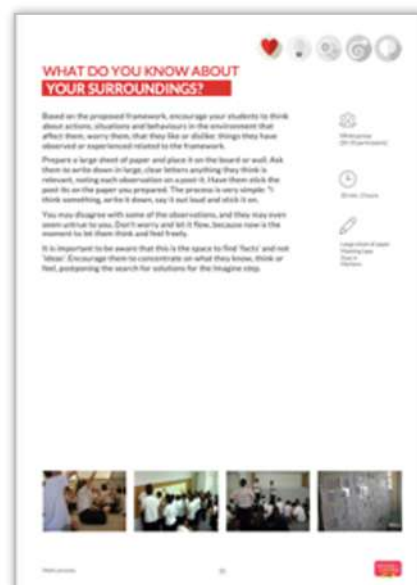 WHAT DO YOU KNOW ABOUT
YOUR SURROUNDINGS?
Based on the proposed framework, encourage your students to think
about actions, situations and behaviours in the environment that
affect them, worry them, that they like or dislike: things they have
observed or experienced related to the framework.
Prepare a large sheet of paper and place it on the board or wall. Ask
them to write down in large, clear letters anything they think is
relevant, noting each observation on a post-it. Have them stick the
post-its on the paper you prepared. The process is very simple: "I
think something, write it down, say it out loud and stick it on.
You may disagree with some of the observations, and they may even
seem untrue to you. Don't worry and let it flow, because now is the
moment to let them think and feel freely.
It is important to be aware that this is the space to find 'facts' and not
'ideas'. Encourage them to concentrate on what they know, think or
feel, postponing the search for solutions for the Imagine step.
Large sheet of paper
Markers